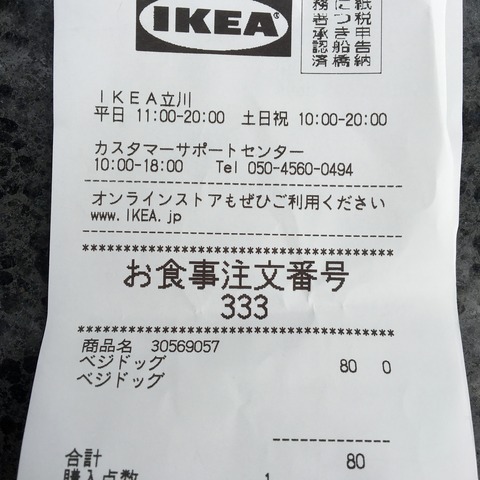 IKEA
紙税申告納
につき船橋
務者承認済
IKEA立川
平日 11:00-20:00 土日祝 10:00-20:00
カスタマーサポートセンター
10:00-18:00 Tel 050-4560-0494
オンラインストアもぜひご利用ください
www.IKEA.jp
お食事注文番号
333
商品名 30569057
ベジドッグ 80 0
ベジドッグ
合計 80
購入点数 1